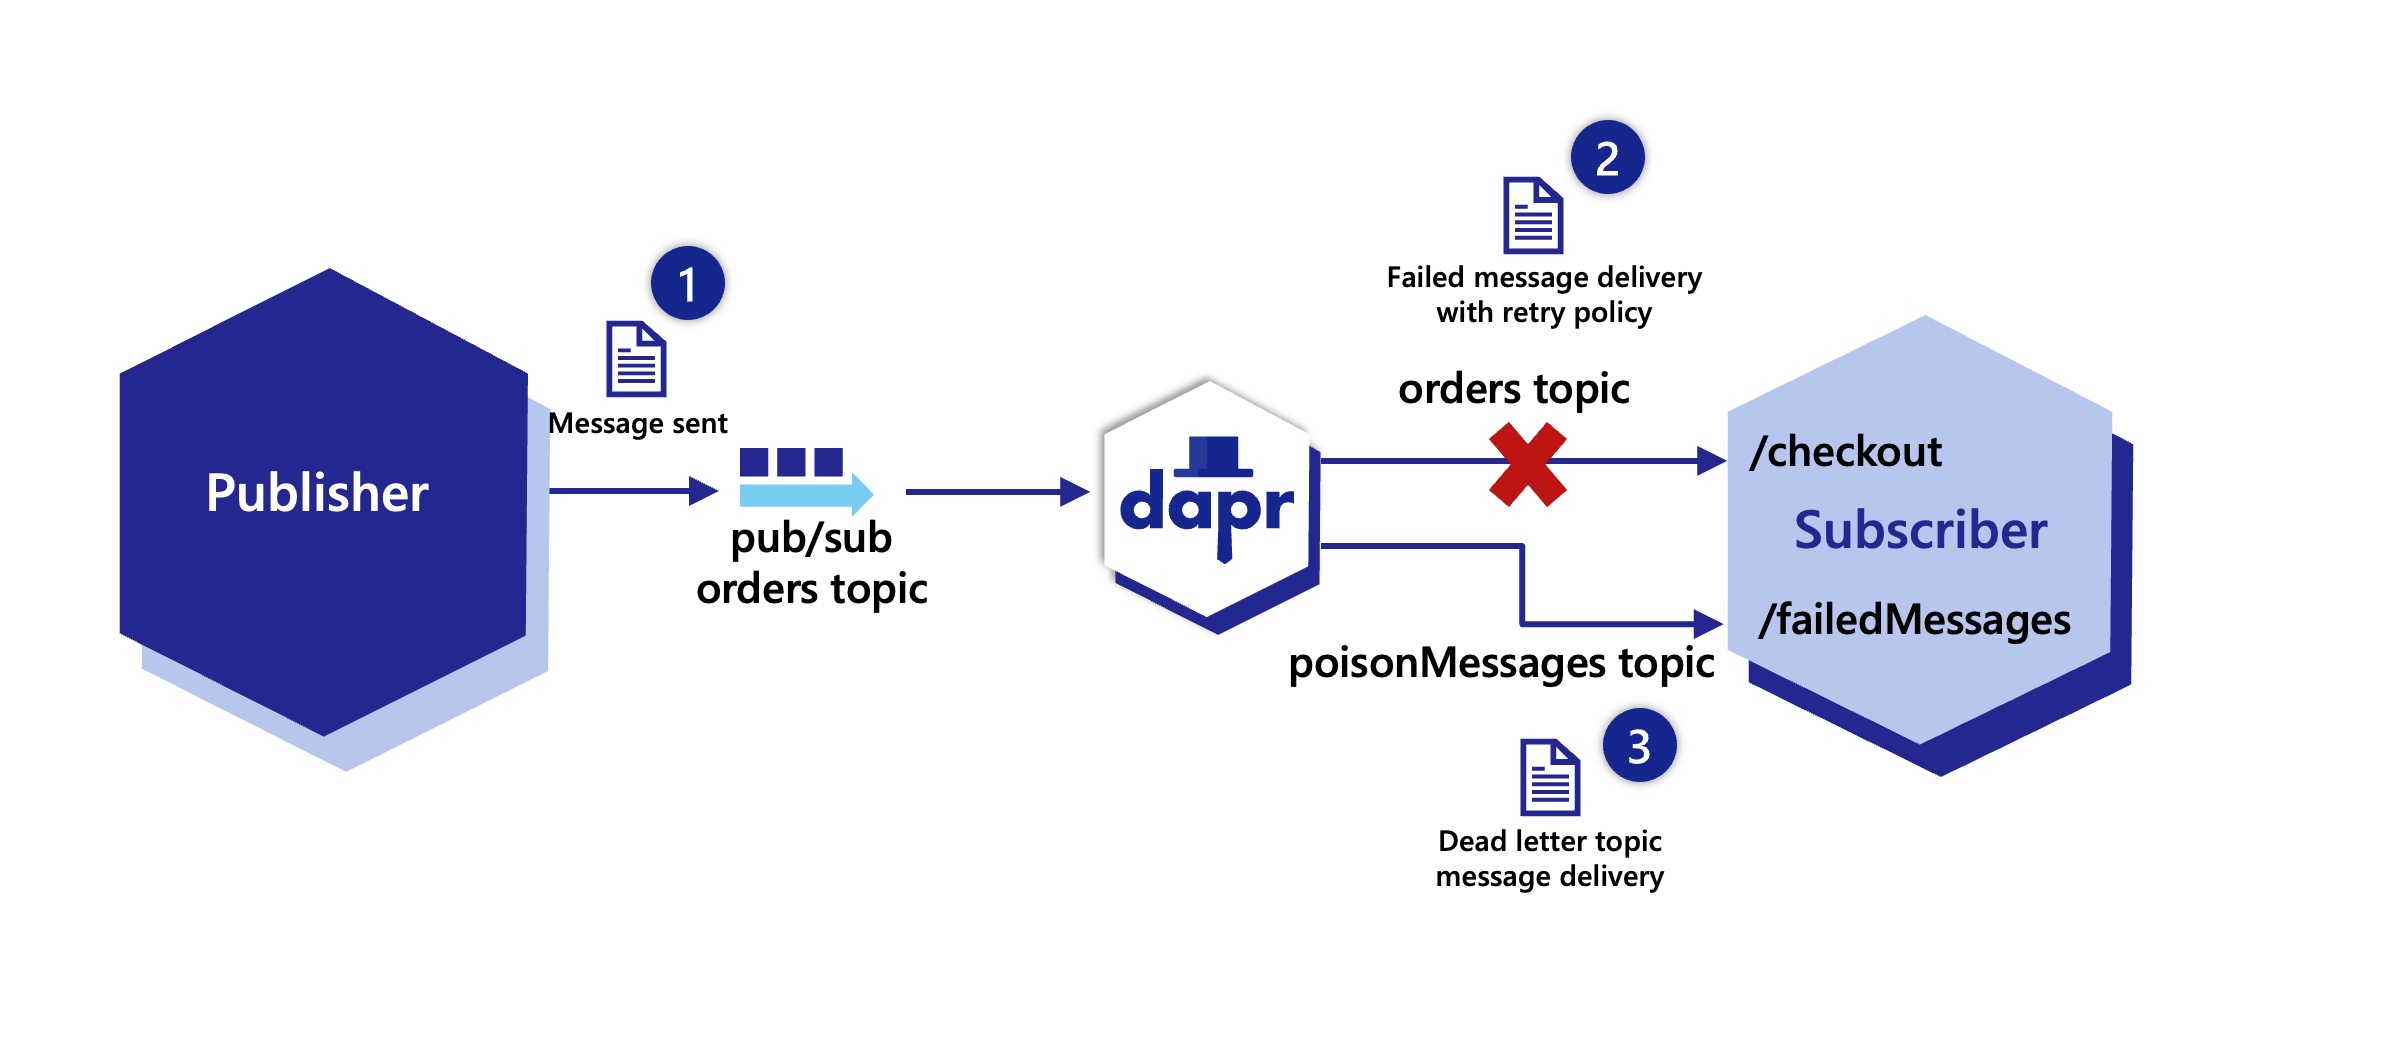 1
Message sent
Publisher
pub/sub
orders topic
dapr
2
Failed message delivery
with retry policy
orders topic
/checkout
Subscriber
/failedMessages
poisonMessages topic
3
Dead letter topic
message delivery